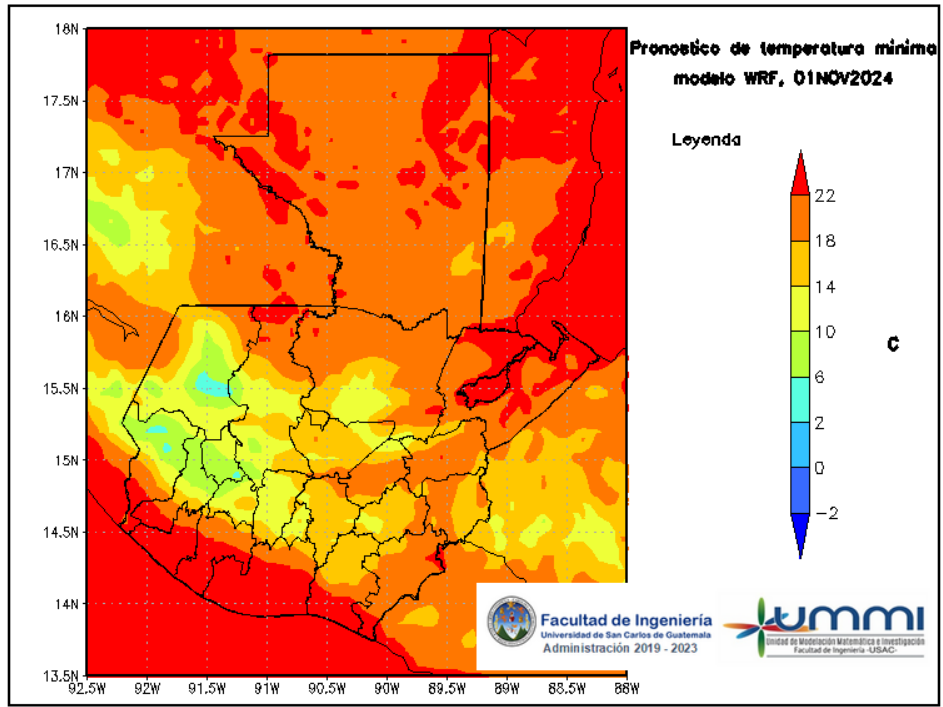 Pronostico de temperatura minima
modelo WRF, 01NOV2024
Leyenda
22
18
14
10
6
2
0
−2
C
18N
17.5N
17N
16.5N
16N
15.5N
15N
14.5N
14N
13.5N
92.5W 92W 91.5W 91W 90.5W 90W 89.5W 89W 88.5W 88W
Facultad de Ingeniería
Universidad de San Carlos de Guatemala
Administración 2019 - 2023
ummi
Unidad de Modelación Matemática e Investigación
Facultad de Ingeniería -USAC-